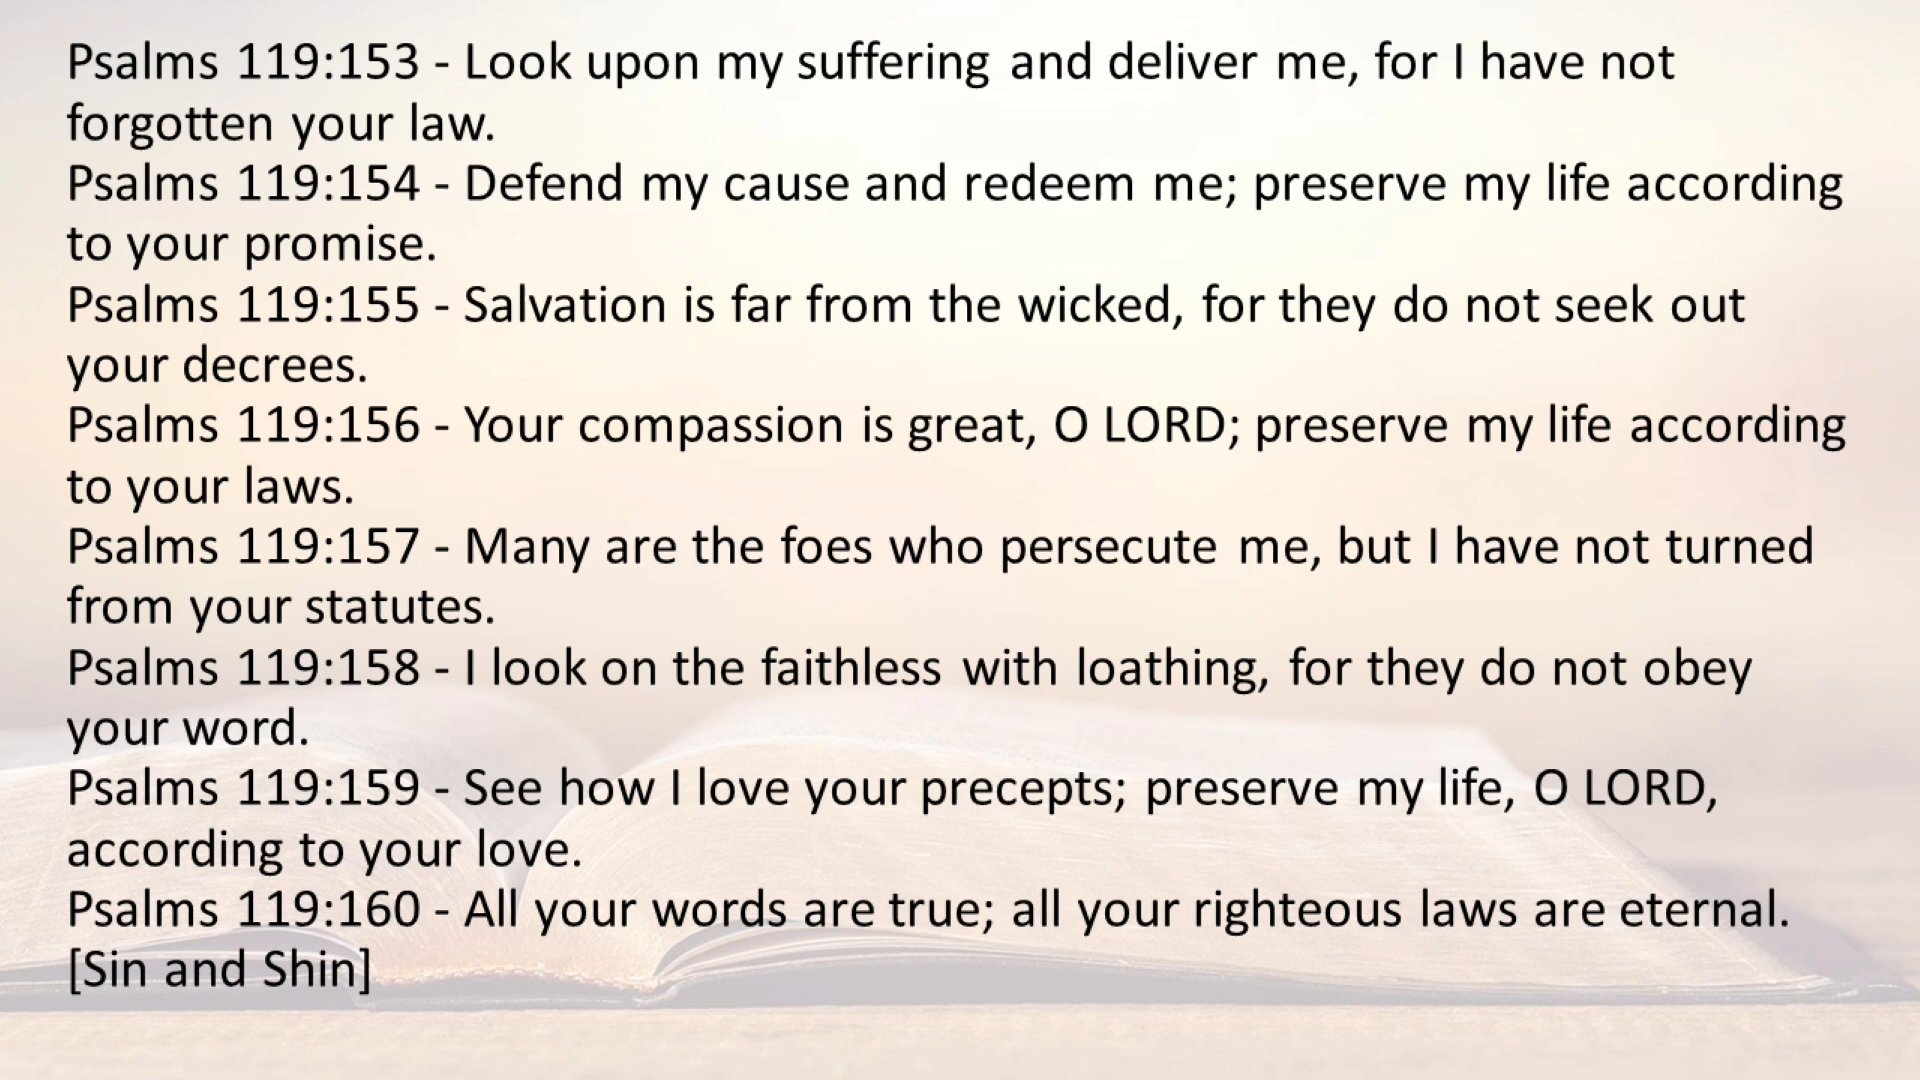 Psalms 119:153 - Look upon my suffering and deliver me, for I have not
forgotten your law.
Psalms 119:154 - Defend my cause and redeem me; preserve my life according
to your promise.
Psalms 119:155 - Salvation is far from the wicked, for they do not seek out
your decrees.
Psalms 119:156 - Your compassion is great, O LORD; preserve my life according
to your laws.
Psalms 119:157 - Many are the foes who persecute me, but I have not turned
from your statutes.
Psalms 119:158 - I look on the faithless with loathing, for they do not obey
your word.
Psalms 119:159 - See how I love your precepts; preserve my life, O LORD,
according to your love.
Psalms 119:160 - All your words are true; all your righteous laws are eternal.
[Sin and Shin]